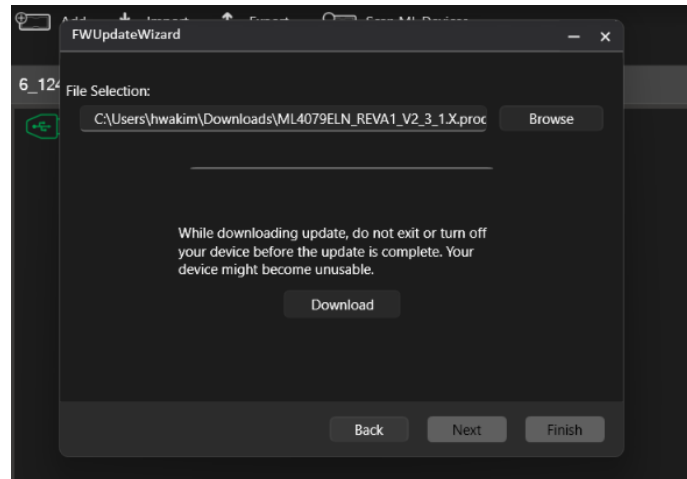 FWUpdateWizard
6_124
File Selection:
C:\Users\hwakim\Downloads\ML4079ELN_REVA1_V2_3_1.X.proc
Browse
While downloading update, do not exit or turn off
your device before the update is complete. Your
device might become unusable.
Download
Back
Next
Finish